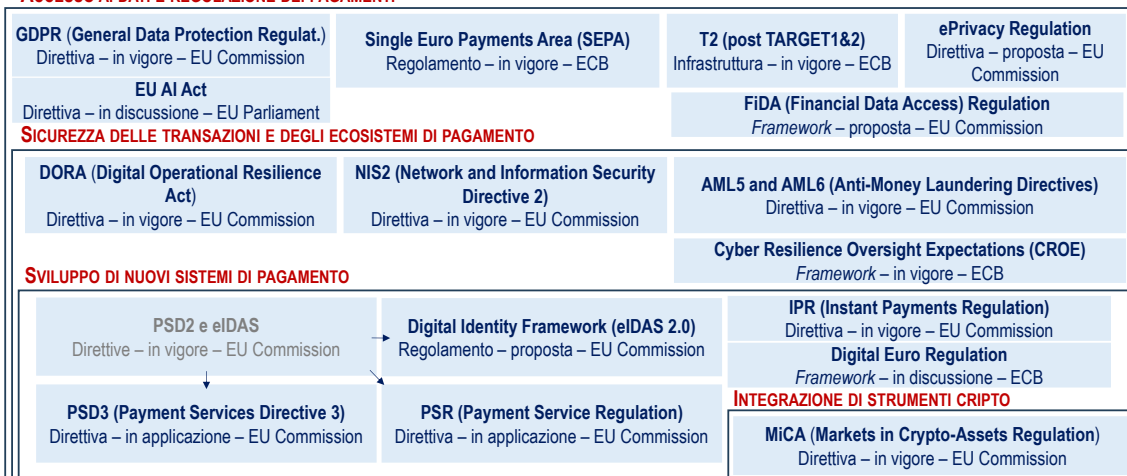 ACCESSO AI DATI E REGOLAZIONE DEI PAGAMENTI
GDPR (General Data Protection Regulat.)
Direttiva – in vigore – EU Commission
Single Euro Payments Area (SEPA)
Regolamento – in vigore – ECB
T2 (post TARGET1&2)
Infrastruttura – in vigore – ECB
ePrivacy Regulation
Direttiva – proposta – EU
Commission
EU AI Act
Direttiva – in discussione – EU Parliament
FiDA (Financial Data Access) Regulation
Framework – proposta – EU Commission
SICUREZZA DELLE TRANSAZIONI E DEGLI ECOSISTEMI DI PAGAMENTO
DORA (Digital Operational Resilience
Act)
Direttiva – in vigore – EU Commission
NIS2 (Network and Information Security
Directive 2)
Direttiva – in vigore – EU Commission
AML5 and AML6 (Anti-Money Laundering Directives)
Direttiva – in vigore – EU Commission
Cyber Resilience Oversight Expectations (CROE)
Framework – in vigore – ECB
SVILUPPO DI NUOVI SISTEMI DI PAGAMENTO
PSD2 e eIDAS
Direttive – in vigore – EU Commission
Digital Identity Framework (eIDAS 2.0)
Regolamento – proposta – EU Commission
IPR (Instant Payments Regulation)
Direttiva – in vigore – EU Commission
Digital Euro Regulation
Framework – in discussione – ECB
PSD3 (Payment Services Directive 3)
Direttiva – in applicazione – EU Commission
PSR (Payment Service Regulation)
Direttiva – in applicazione – EU Commission
INTEGRAZIONE DI STRUMENTI CRIPTO
MiCA (Markets in Crypto-Assets Regulation)
Direttiva – in vigore – EU Commission